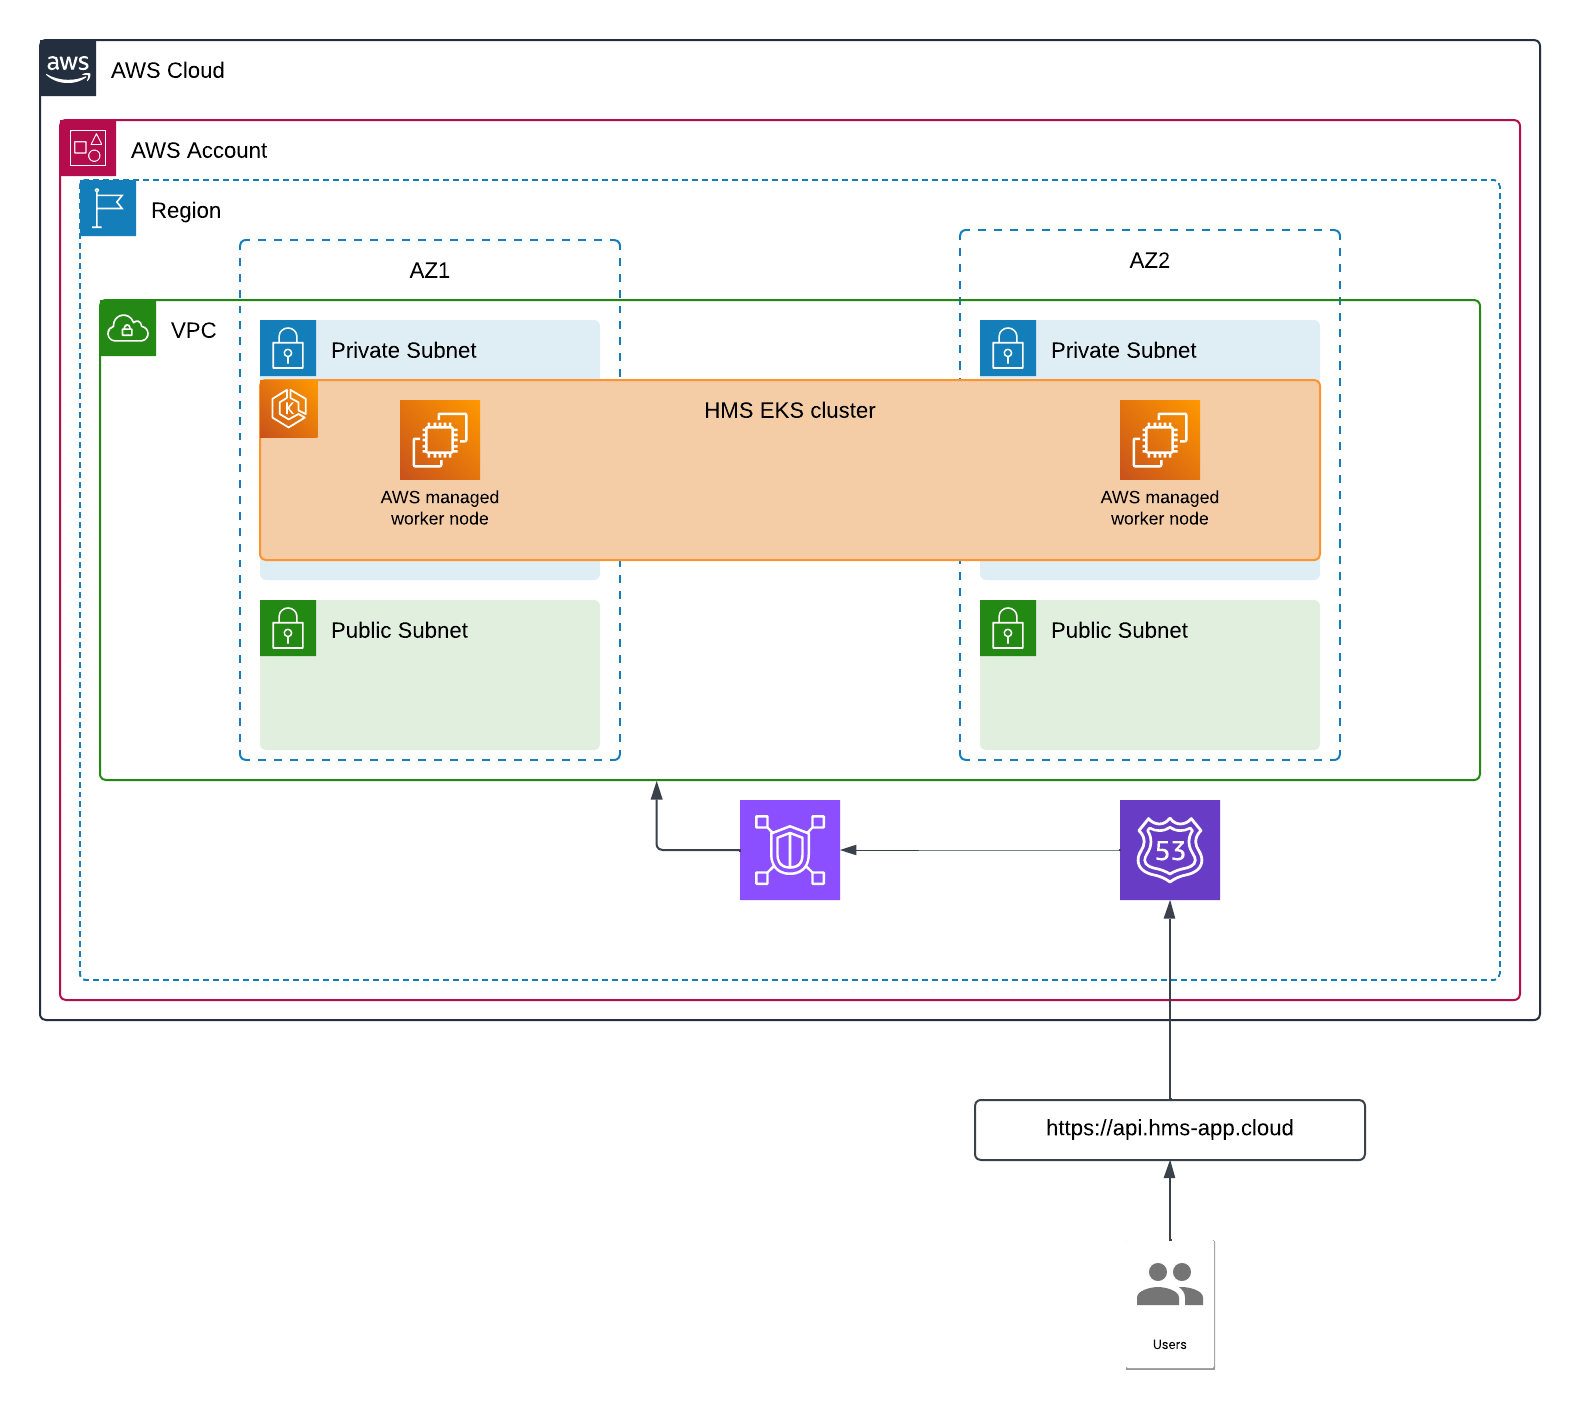 aws
AWS Cloud
AWS Account
Region
AZ1
AZ2
VPC
Private Subnet
Private Subnet
K
HMS EKS cluster
AWS managed
worker node
AWS managed
worker node
Public Subnet
Public Subnet
53
https://api.hms-app.cloud
Users